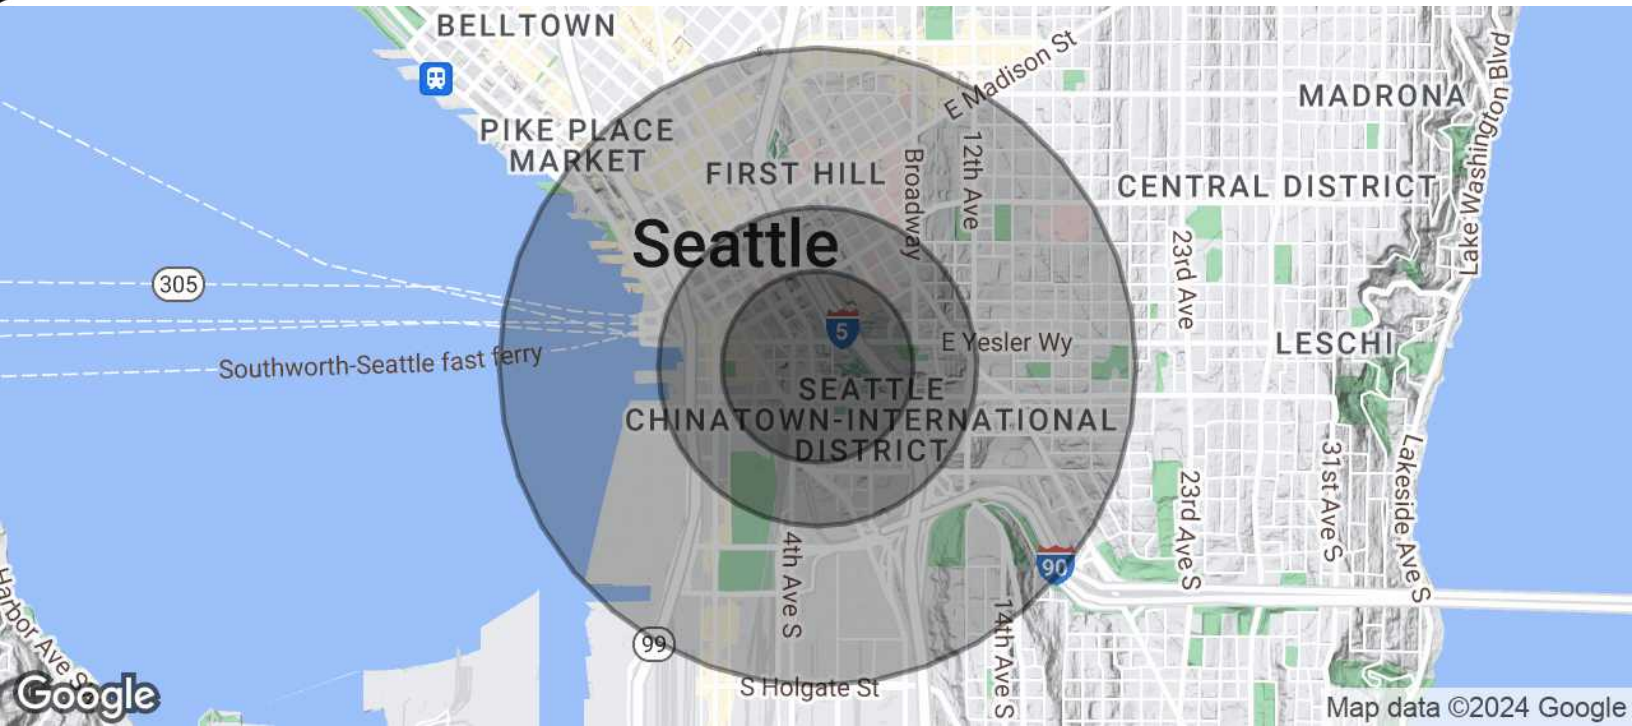 BELLTOWN
E Madison St
Lake Washington Blvd
MADRONA
PIKE PLACE
MARKET
FIRST HILL
Broadway
12th Ave
CENTRAL DISTRICT
Seattle
23rd Ave
305
5
E Yesler Wy
LESCHI
Southworth-Seattle fast ferry
SEATTLE
CHINATOWN-INTERNATIONAL
DISTRICT
31st Ave S
Lakeside Ave S
23rd Ave S
4th Ave S
90
14th Ave S
99
Harbor Ave S
S Holgate St
Google
Map data ©2024 Google